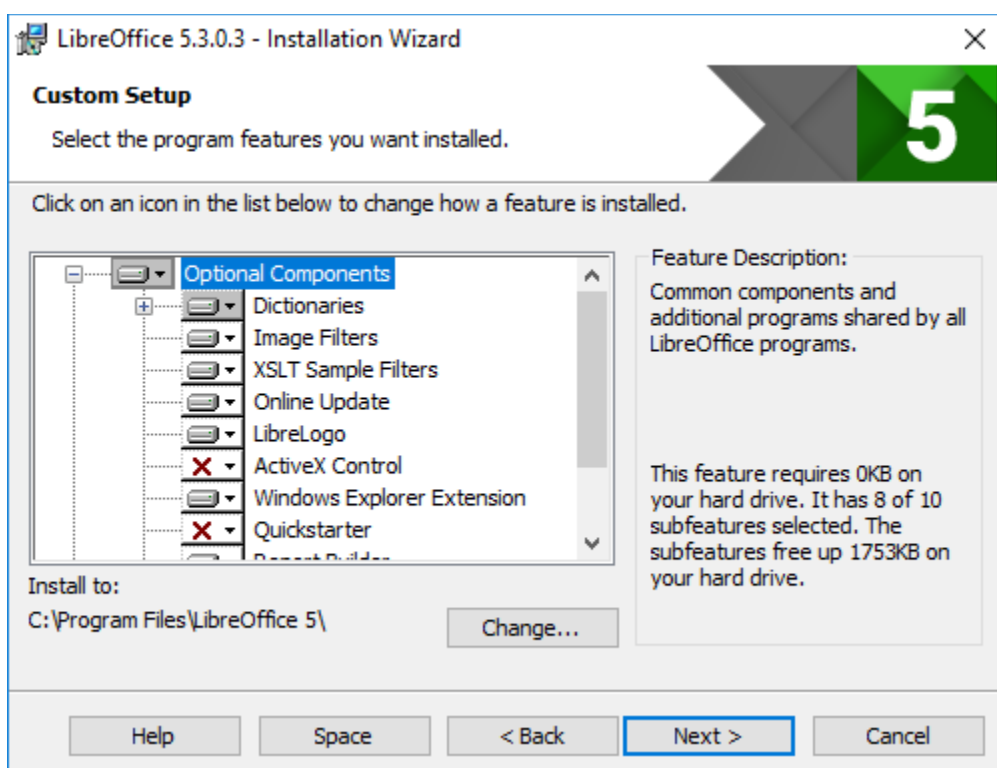 LibreOffice 5.3.0.3 - Installation Wizard
Custom Setup
Select the program features you want installed.
5
Click on an icon in the list below to change how a feature is installed.
Optional Components
Dictionaries
Image Filters
XSLT Sample Filters
Online Update
LibreLogo
ActiveX Control
Windows Explorer Extension
Quickstarter
Report Builder
Feature Description:
Common components and
additional programs shared by all
LibreOffice programs.
This feature requires 0KB on
your hard drive. It has 8 of 10
subfeatures selected. The
subfeatures free up 1753KB on
your hard drive.
Install to:
C:\Program Files\LibreOffice 5\
Change...
Help
Space
< Back
Next >
Cancel